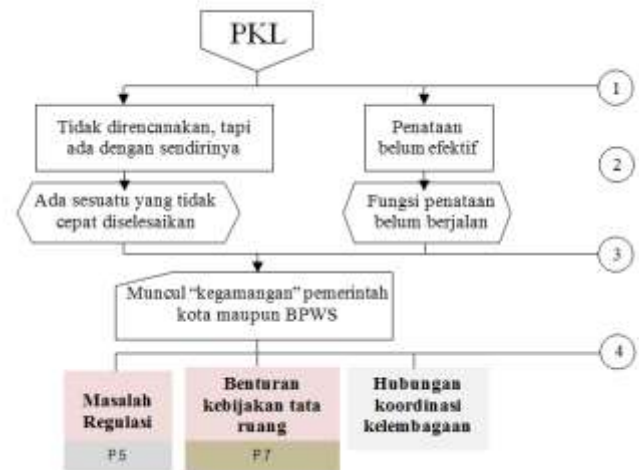 PKL
1
Tidak direncanakan, tapi
ada dengan sendirinya
Penataan
belum efektif
2
Ada sesuatu yang tidak
cepat diselesaikan
Fungsi penataan
belum berjalan
3
Muncul “kegamangan” pemerintah
kota maupun BPWS
4
Masalah
Regulasi
P5
Benturan
kebijakan tata
ruang
P7
Hubungan
koordinasi
kelembagaan